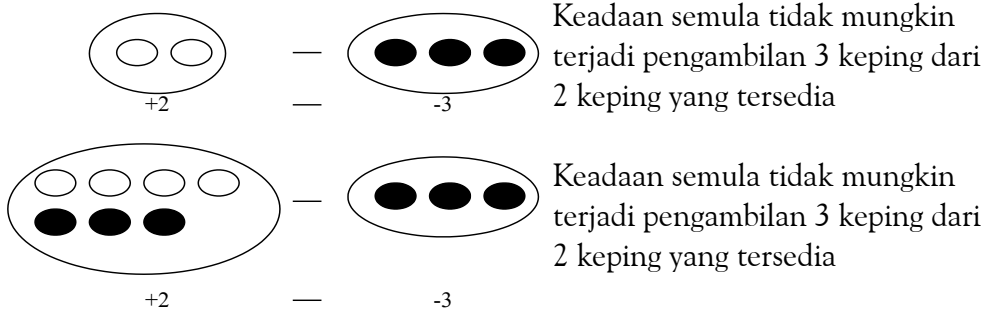 Keadaan semula tidak mungkin
terjadi pengambilan 3 keping dari
2 keping yang tersedia
+2 — -3
Keadaan semula tidak mungkin
terjadi pengambilan 3 keping dari
2 keping yang tersedia
+2 — -3